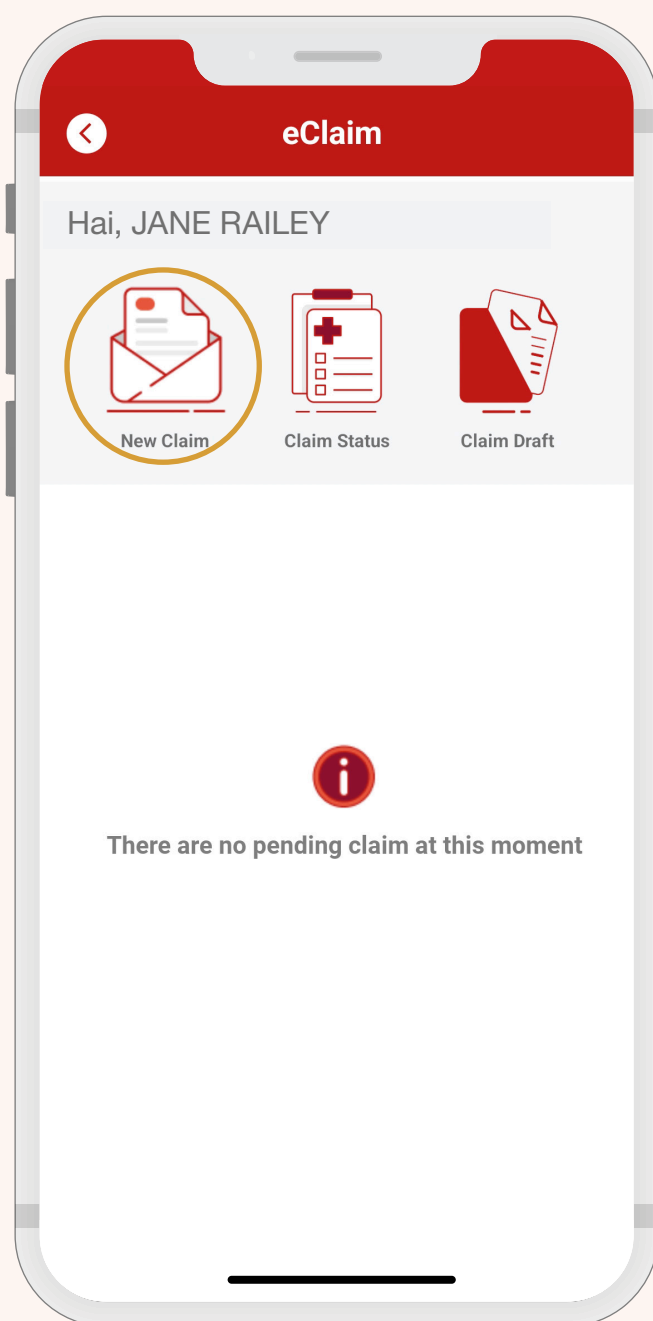 eClaim
Hai, JANE RAILEY
New Claim
Claim Status
Claim Draft
There are no pending claim at this moment